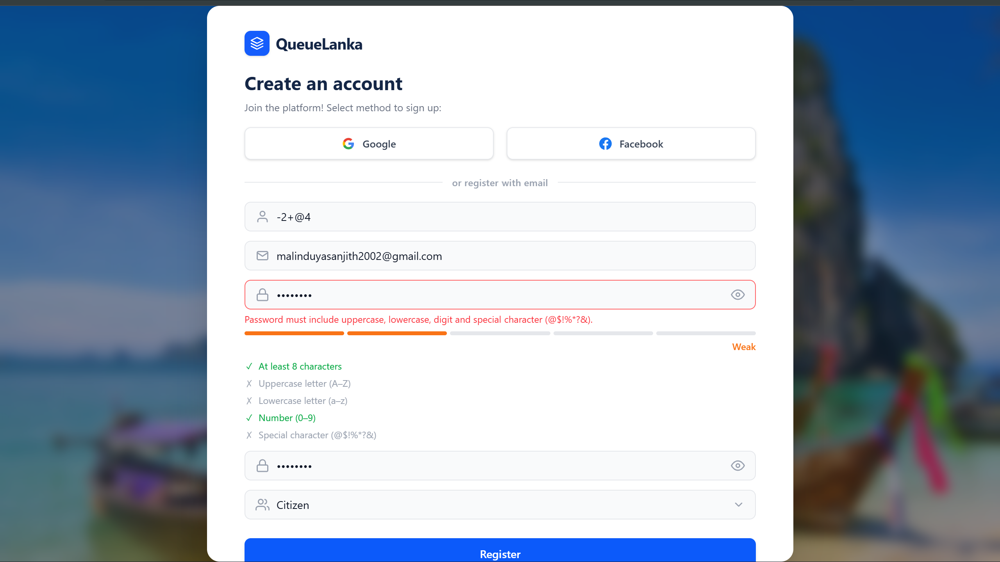 QueueLanka
Create an account
Join the platform! Select method to sign up:
Google
Facebook
or register with email
-2+@4
malinduyasanjith2002@gmail.com
••••••••
Password must include uppercase, lowercase, digit and special character (@$!%*?&).
Weak
✓ At least 8 characters
✗ Uppercase letter (A–Z)
✗ Lowercase letter (a–z)
✓ Number (0–9)
✗ Special character (@$!%*?&)
••••••••
Citizen
Register